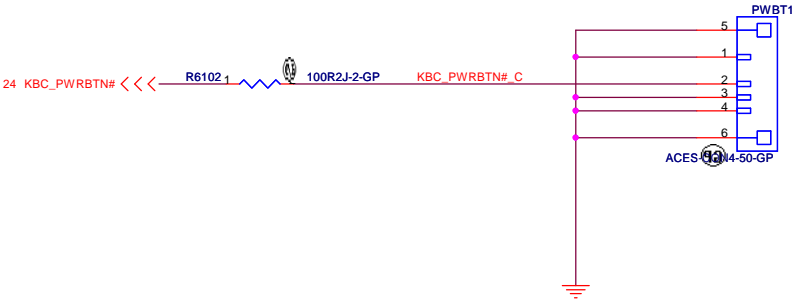 PWBT1
5
1
24 KBC_PWRBTN#
R6102
1
100R2J-2-GP
KBC_PWRBTN#_C
2
3
4
6